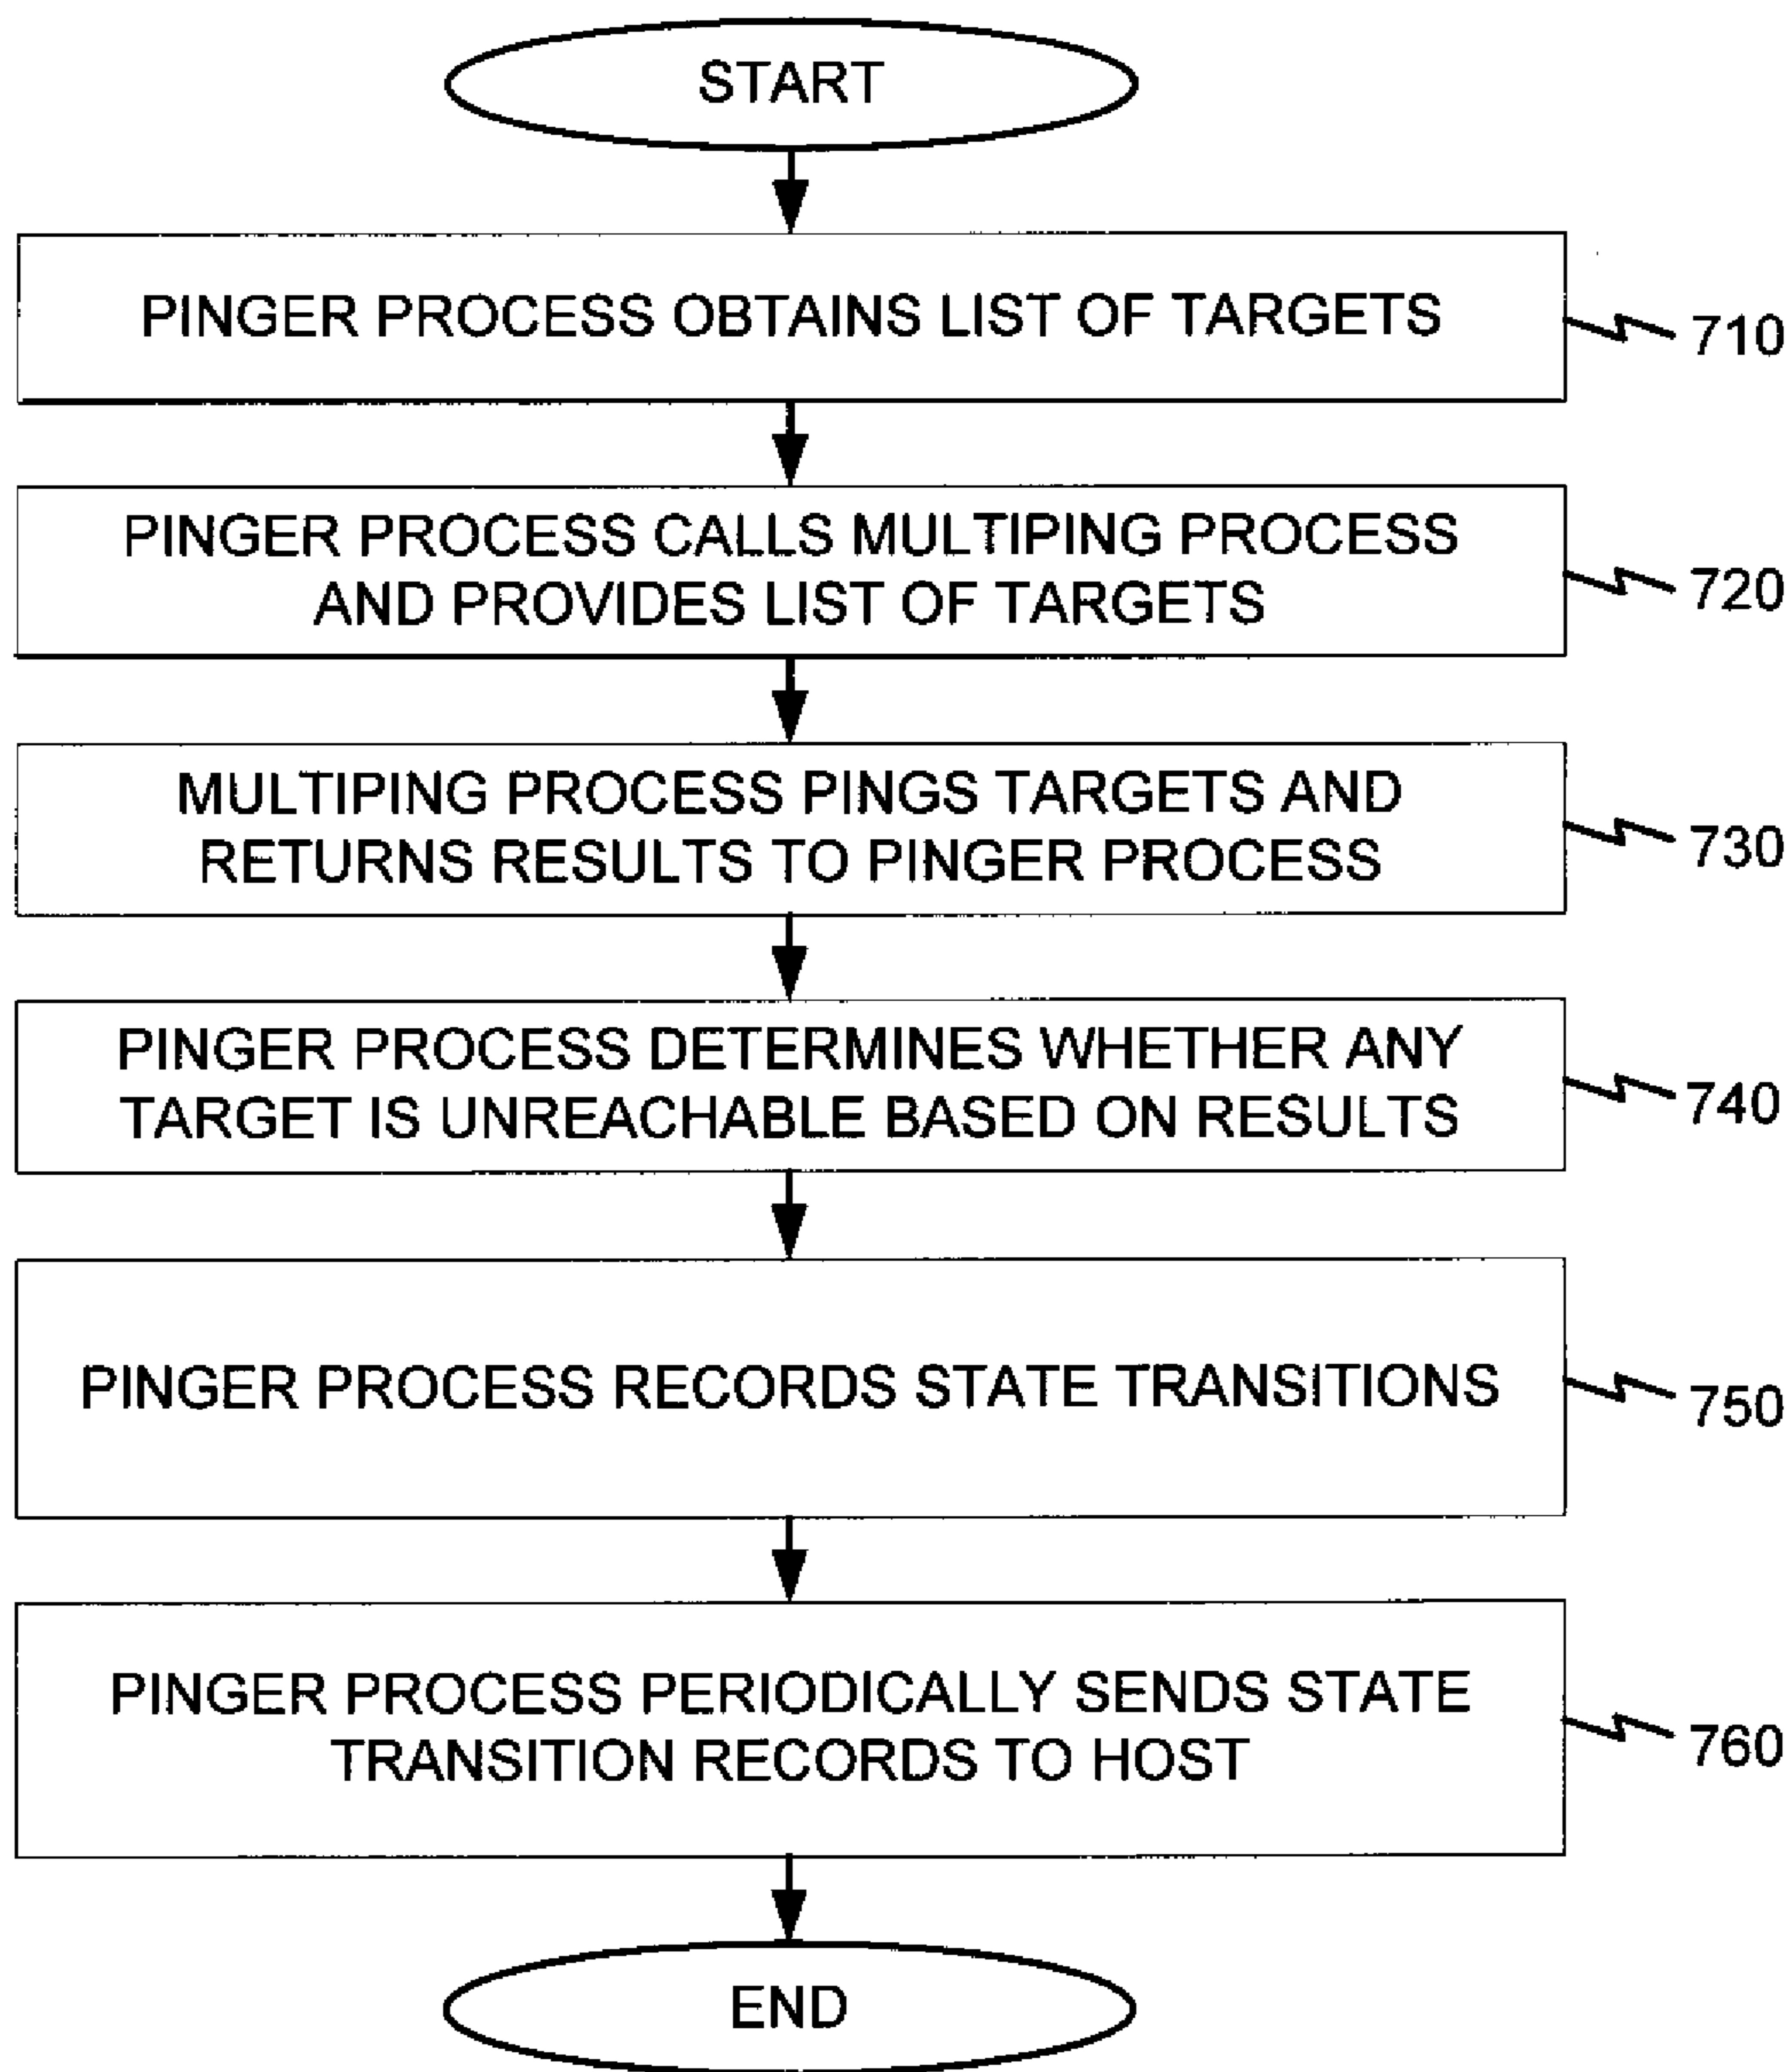 START
PINGER PROCESS OBTAINS LIST OF TARGETS
710
PINGER PROCESS CALLS MULTIPING PROCESS
AND PROVIDES LIST OF TARGETS
720
MULTIPING PROCESS PINGS TARGETS AND
RETURNS RESULTS TO PINGER PROCESS
730
PINGER PROCESS DETERMINES WHETHER ANY
TARGET IS UNREACHABLE BASED ON RESULTS
740
PINGER PROCESS RECORDS STATE TRANSITIONS
750
PINGER PROCESS PERIODICALLY SENDS STATE
TRANSITION RECORDS TO HOST
760
END